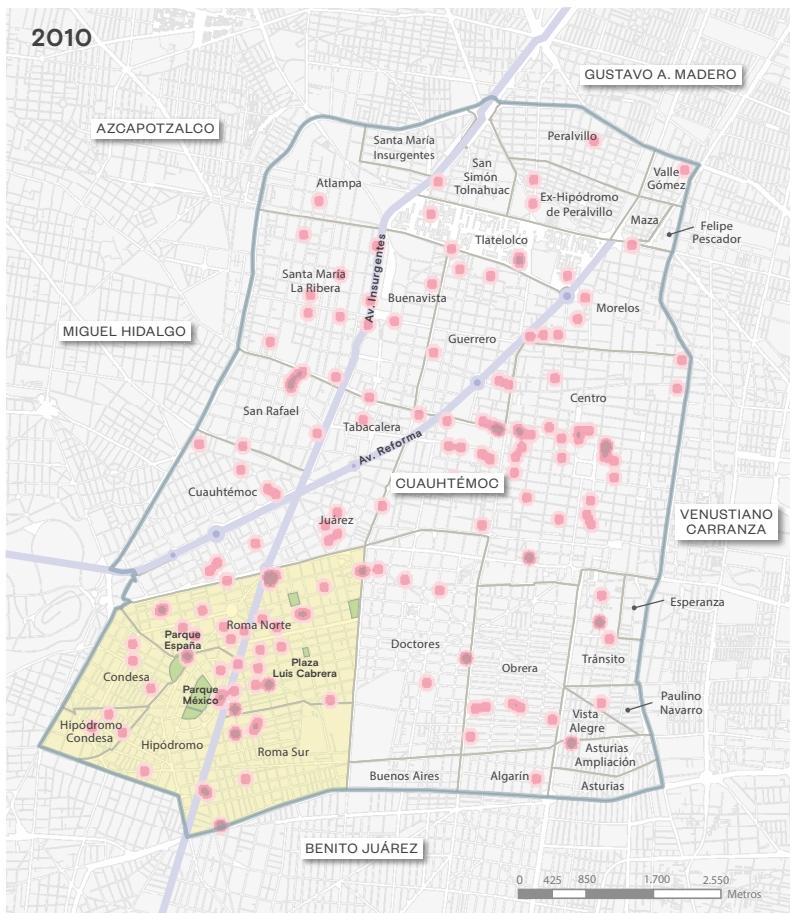 2010
GUSTAVO A. MADERO
AZCAPOTZALCO
Peralvillo
Santa María
Insurgentes
San
Simón
Tolnahuac
Valle
Gómez
Atlampa
Ex-Hipódromo
de Peralvillo
Maza
Felipe
Pescador
Tlatelolco
Av. Insurgentes
Santa María
La Ribera
Buenavista
Morelos
MIGUEL HIDALGO
Guerrero
Centro
San Rafael
Tabacalera
Av. Reforma
CUAUHTÉMOC
Cuauhtémoc
VENUSTIANO
CARRANZA
Juárez
Esperanza
Roma Norte
Parque
España
Doctores
Plaza
Luis Cabrera
Tránsito
Obrera
Condesa
Parque
México
Paulino
Navarro
Vista
Alegre
Hipódromo
Condesa
Hipódromo
Roma Sur
Asturias
Ampliación
Buenos Aires
Algarín
Asturias
BENITO JUÁREZ
0 425 850 1.700 2.550
Metros